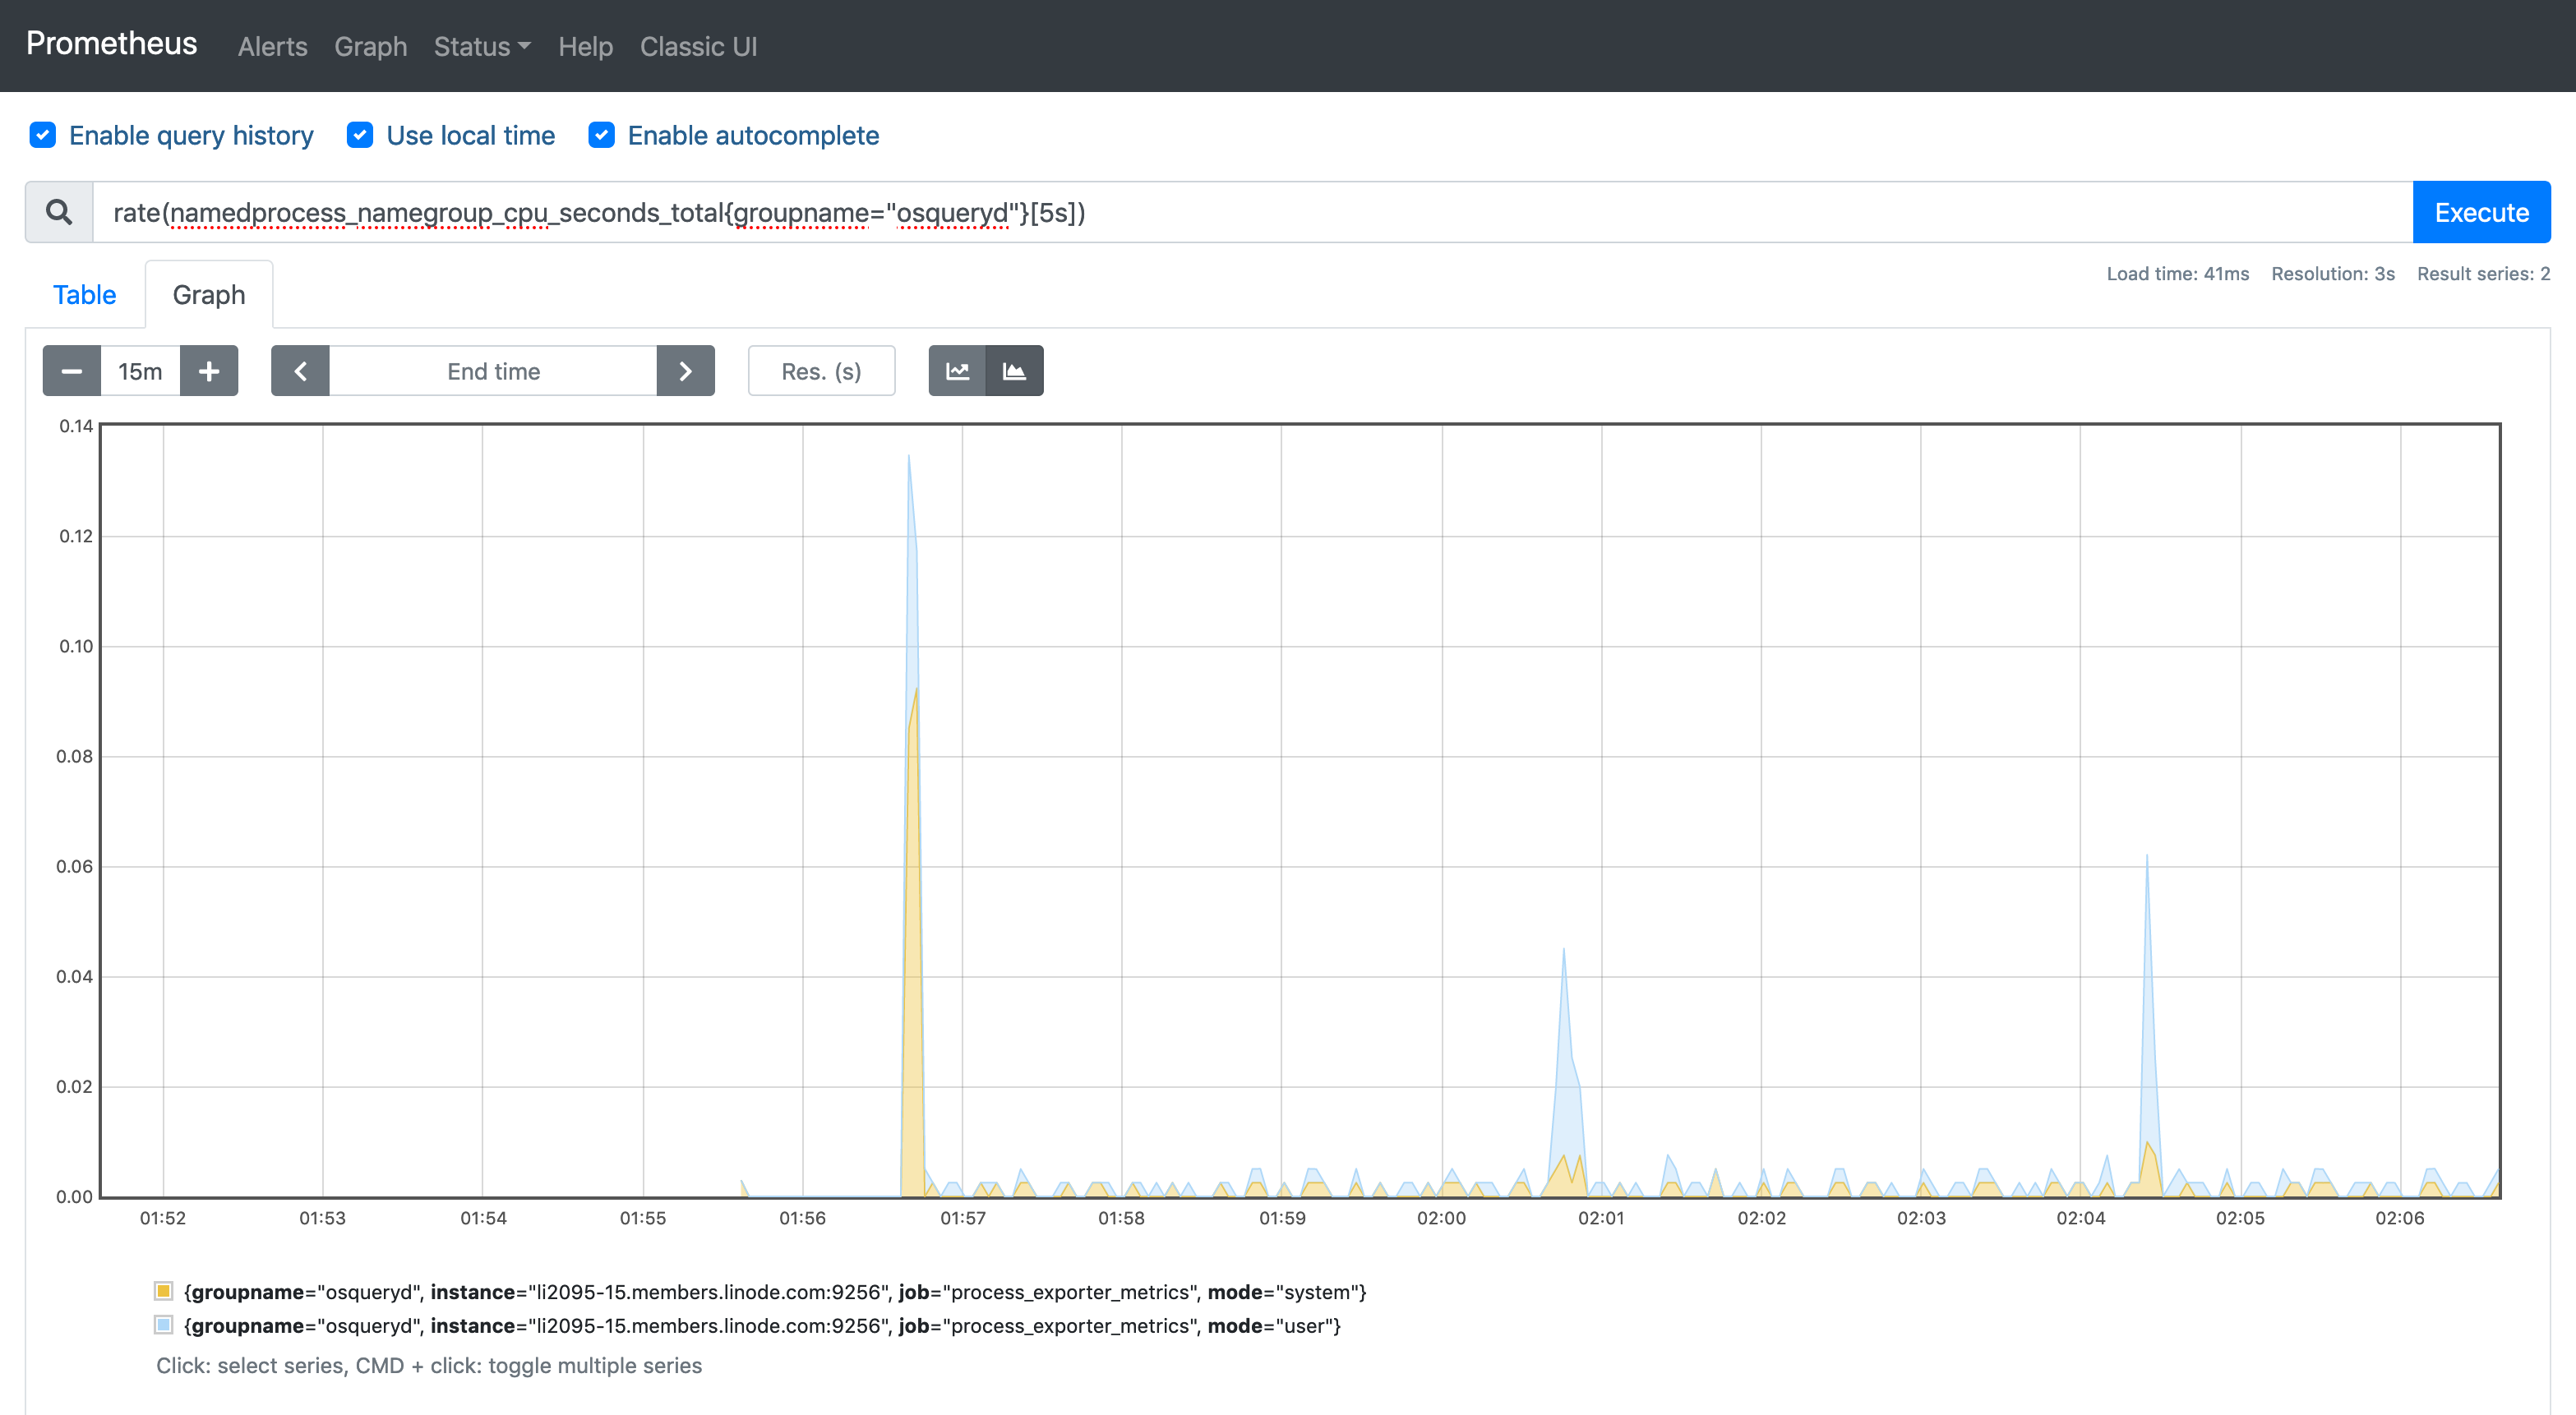 Prometheus Alerts Graph Status Help Classic UI
Enable query history Use local time Enable autocomplete
rate(namedprocess_namegroup_cpu_seconds_total{groupname="osqueryd"}[5s]) Execute
Load time: 41ms Resolution: 3s Result series: 2
Table Graph
15m End time Res. (s)
0.14
0.12
0.10
0.08
0.06
0.04
0.02
0.00
01:52 01:53 01:54 01:55 01:56 01:57 01:58 01:59 02:00 02:01 02:02 02:03 02:04 02:05 02:06
{groupname="osqueryd", instance="li2095-15.members.linode.com:9256", job="process_exporter_metrics", mode="system"}
{groupname="osqueryd", instance="li2095-15.members.linode.com:9256", job="process_exporter_metrics", mode="user"}
Click: select series, CMD + click: toggle multiple series